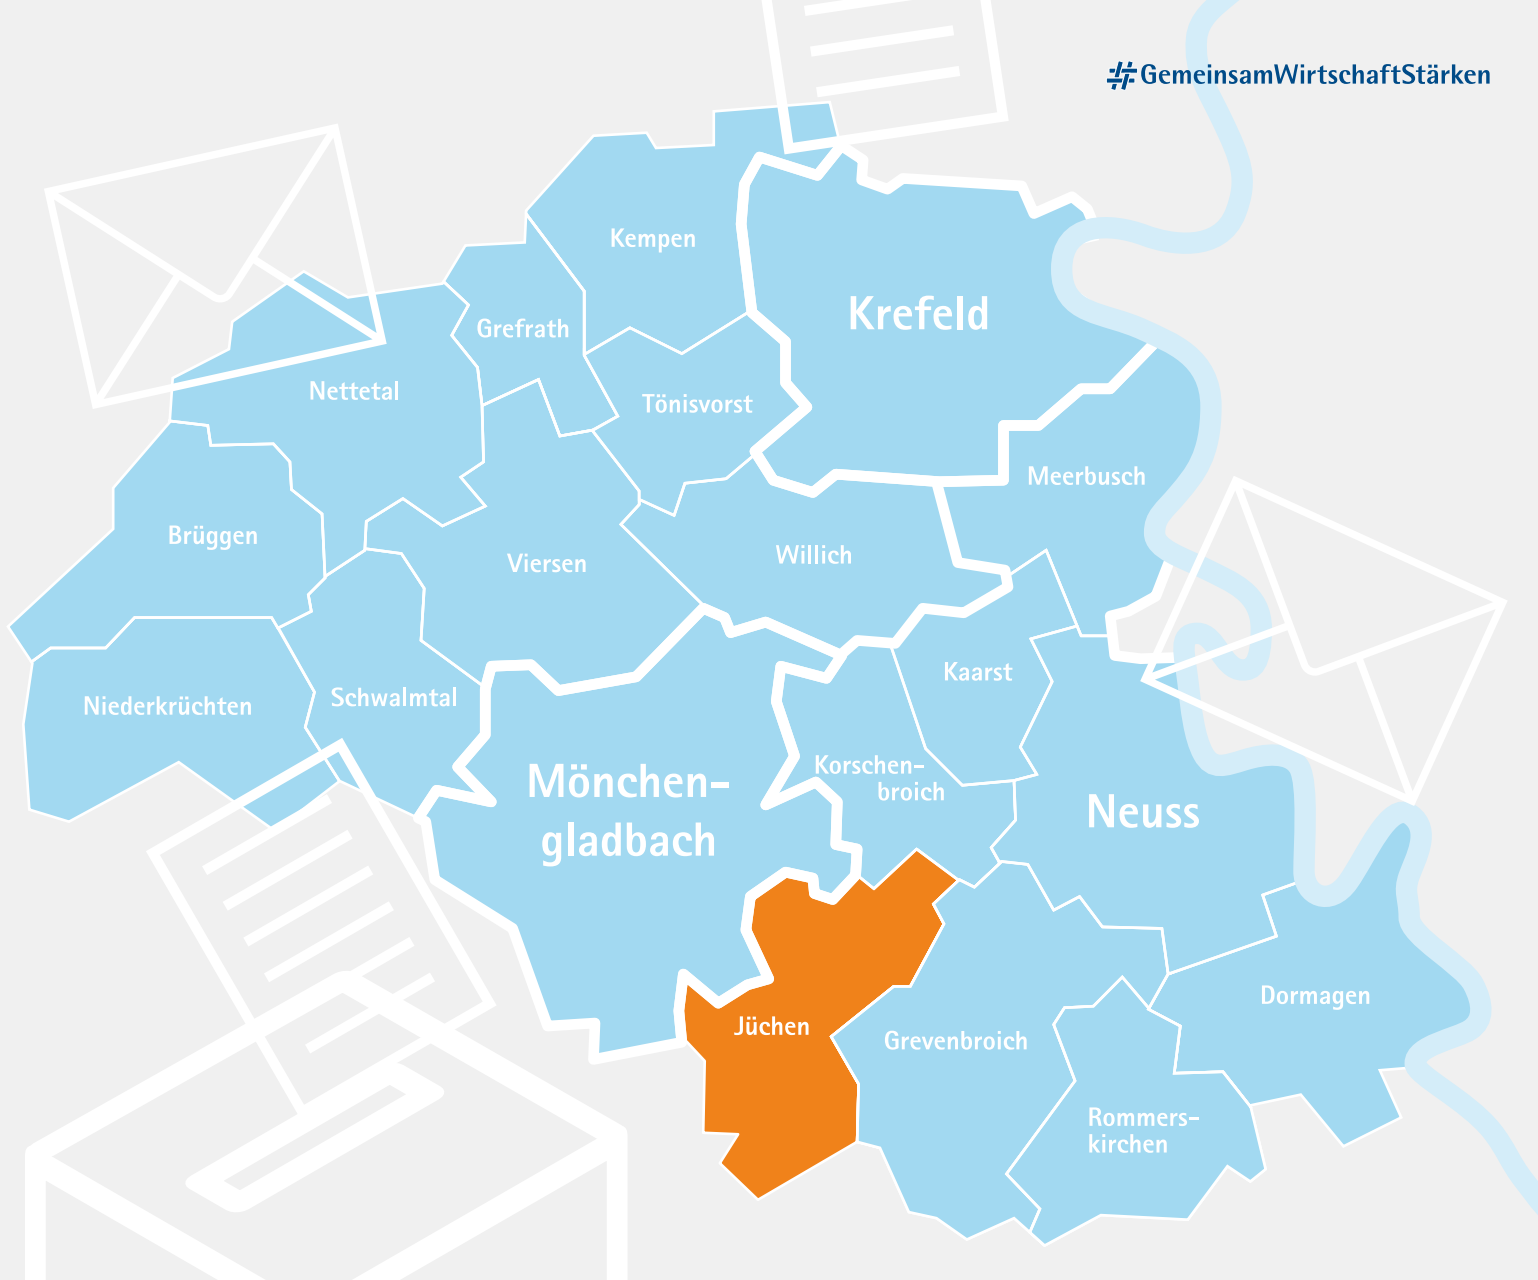 #GemeinsamWirtschaftStärken
Kempen
Krefeld
Grefrath
Nettetal
Tönisvorst
Meerbusch
Brüggen
Viersen
Willich
Kaarst
Schwalmtal
Niederkrüchten
Korschen-
broich
Mönchen-
gladbach
Neuss
Dormagen
Jüchen
Grevenbroich
Rommers-
kirchen